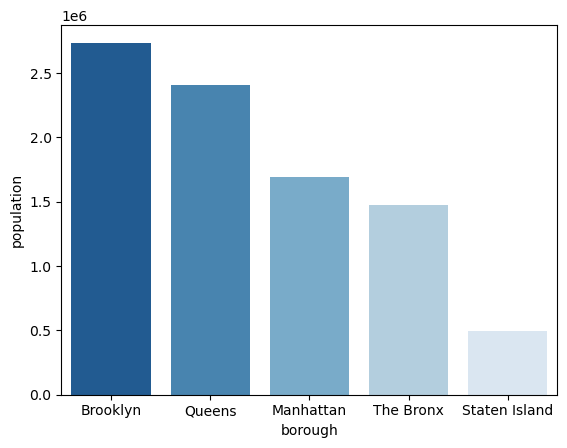 1e6
2.5
2.0
1.5
1.0
0.5
0.0
population
Brooklyn Queens Manhattan The Bronx Staten Island
borough